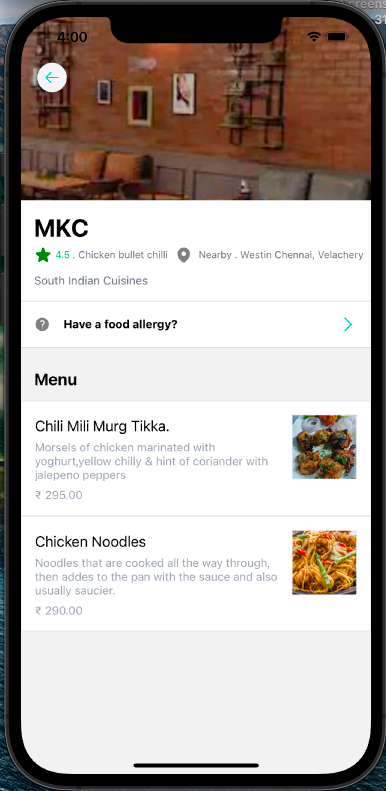 creens
31
4:00
MKC
4.5 . Chicken bullet chilli Nearby . Westin Chennai, Velachery
South Indian Cuisines
? Have a food allergy?
Menu
Chili Mili Murg Tikka.
Morsels of chicken marinated with
yoghurt,yellow chilly & hint of coriander with
jalepeno peppers
₹ 295.00
Chicken Noodles
Noodles that are cooked all the way through,
then addes to the pan with the sauce and also
usually saucier.
₹ 290.00